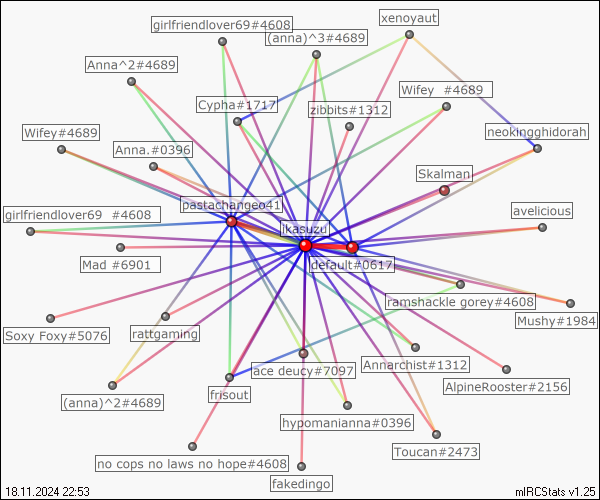 xenoyaut
girlfriendlover69#4608
(anna)^3#4689
Anna^2#4689
Wifey #4689
Cypha#1717
zibbits#1312
Wifey#4689
neokingghidorah
Anna.#0396
Skalman
pastachangeo41
avelicious
girlfriendlover69 #4608
ikasuzu
Mad #6901
default#0617
ramshackle gorey#4608
Mushy#1984
Soxy Foxy#5076
rattgaming
Annarchist#1312
ace deucy#7097
AlpineRooster#2156
(anna)^2#4689
frisout
hypomanianna#0396
Toucan#2473
no cops no laws no hope#4608
fakedingo
18.11.2024 22:53
mIRCStats v1.25